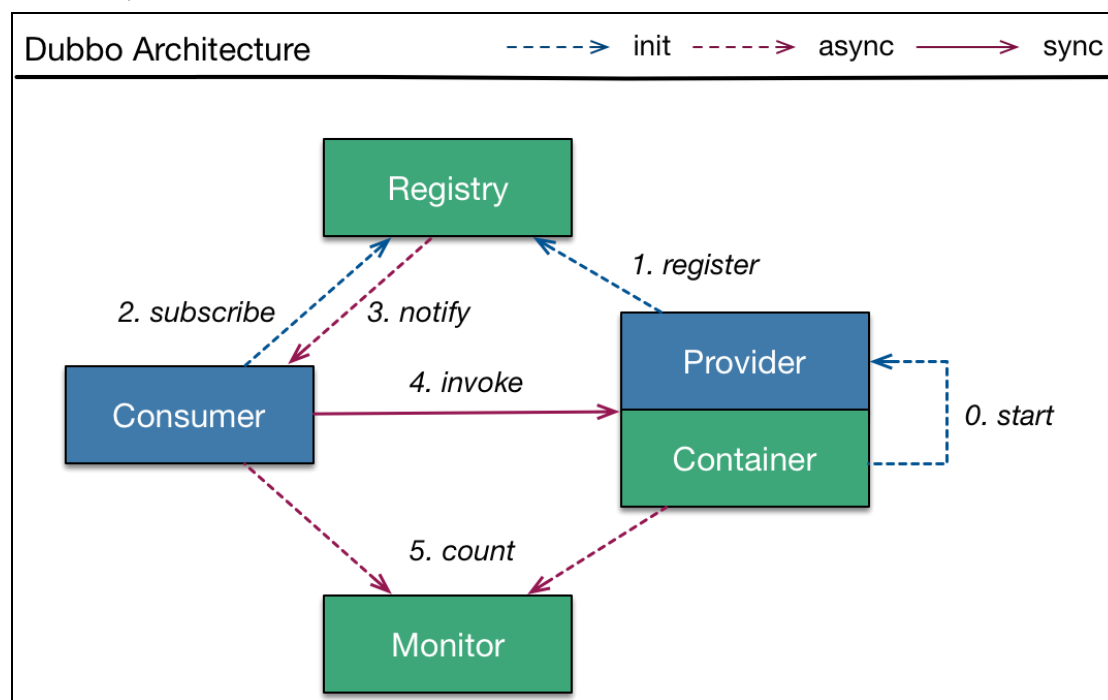 Dubbo Architecture
init
async
sync
Registry
1. register
2. subscribe
3. notify
Provider
4. invoke
Consumer
0. start
Container
5. count
Monitor